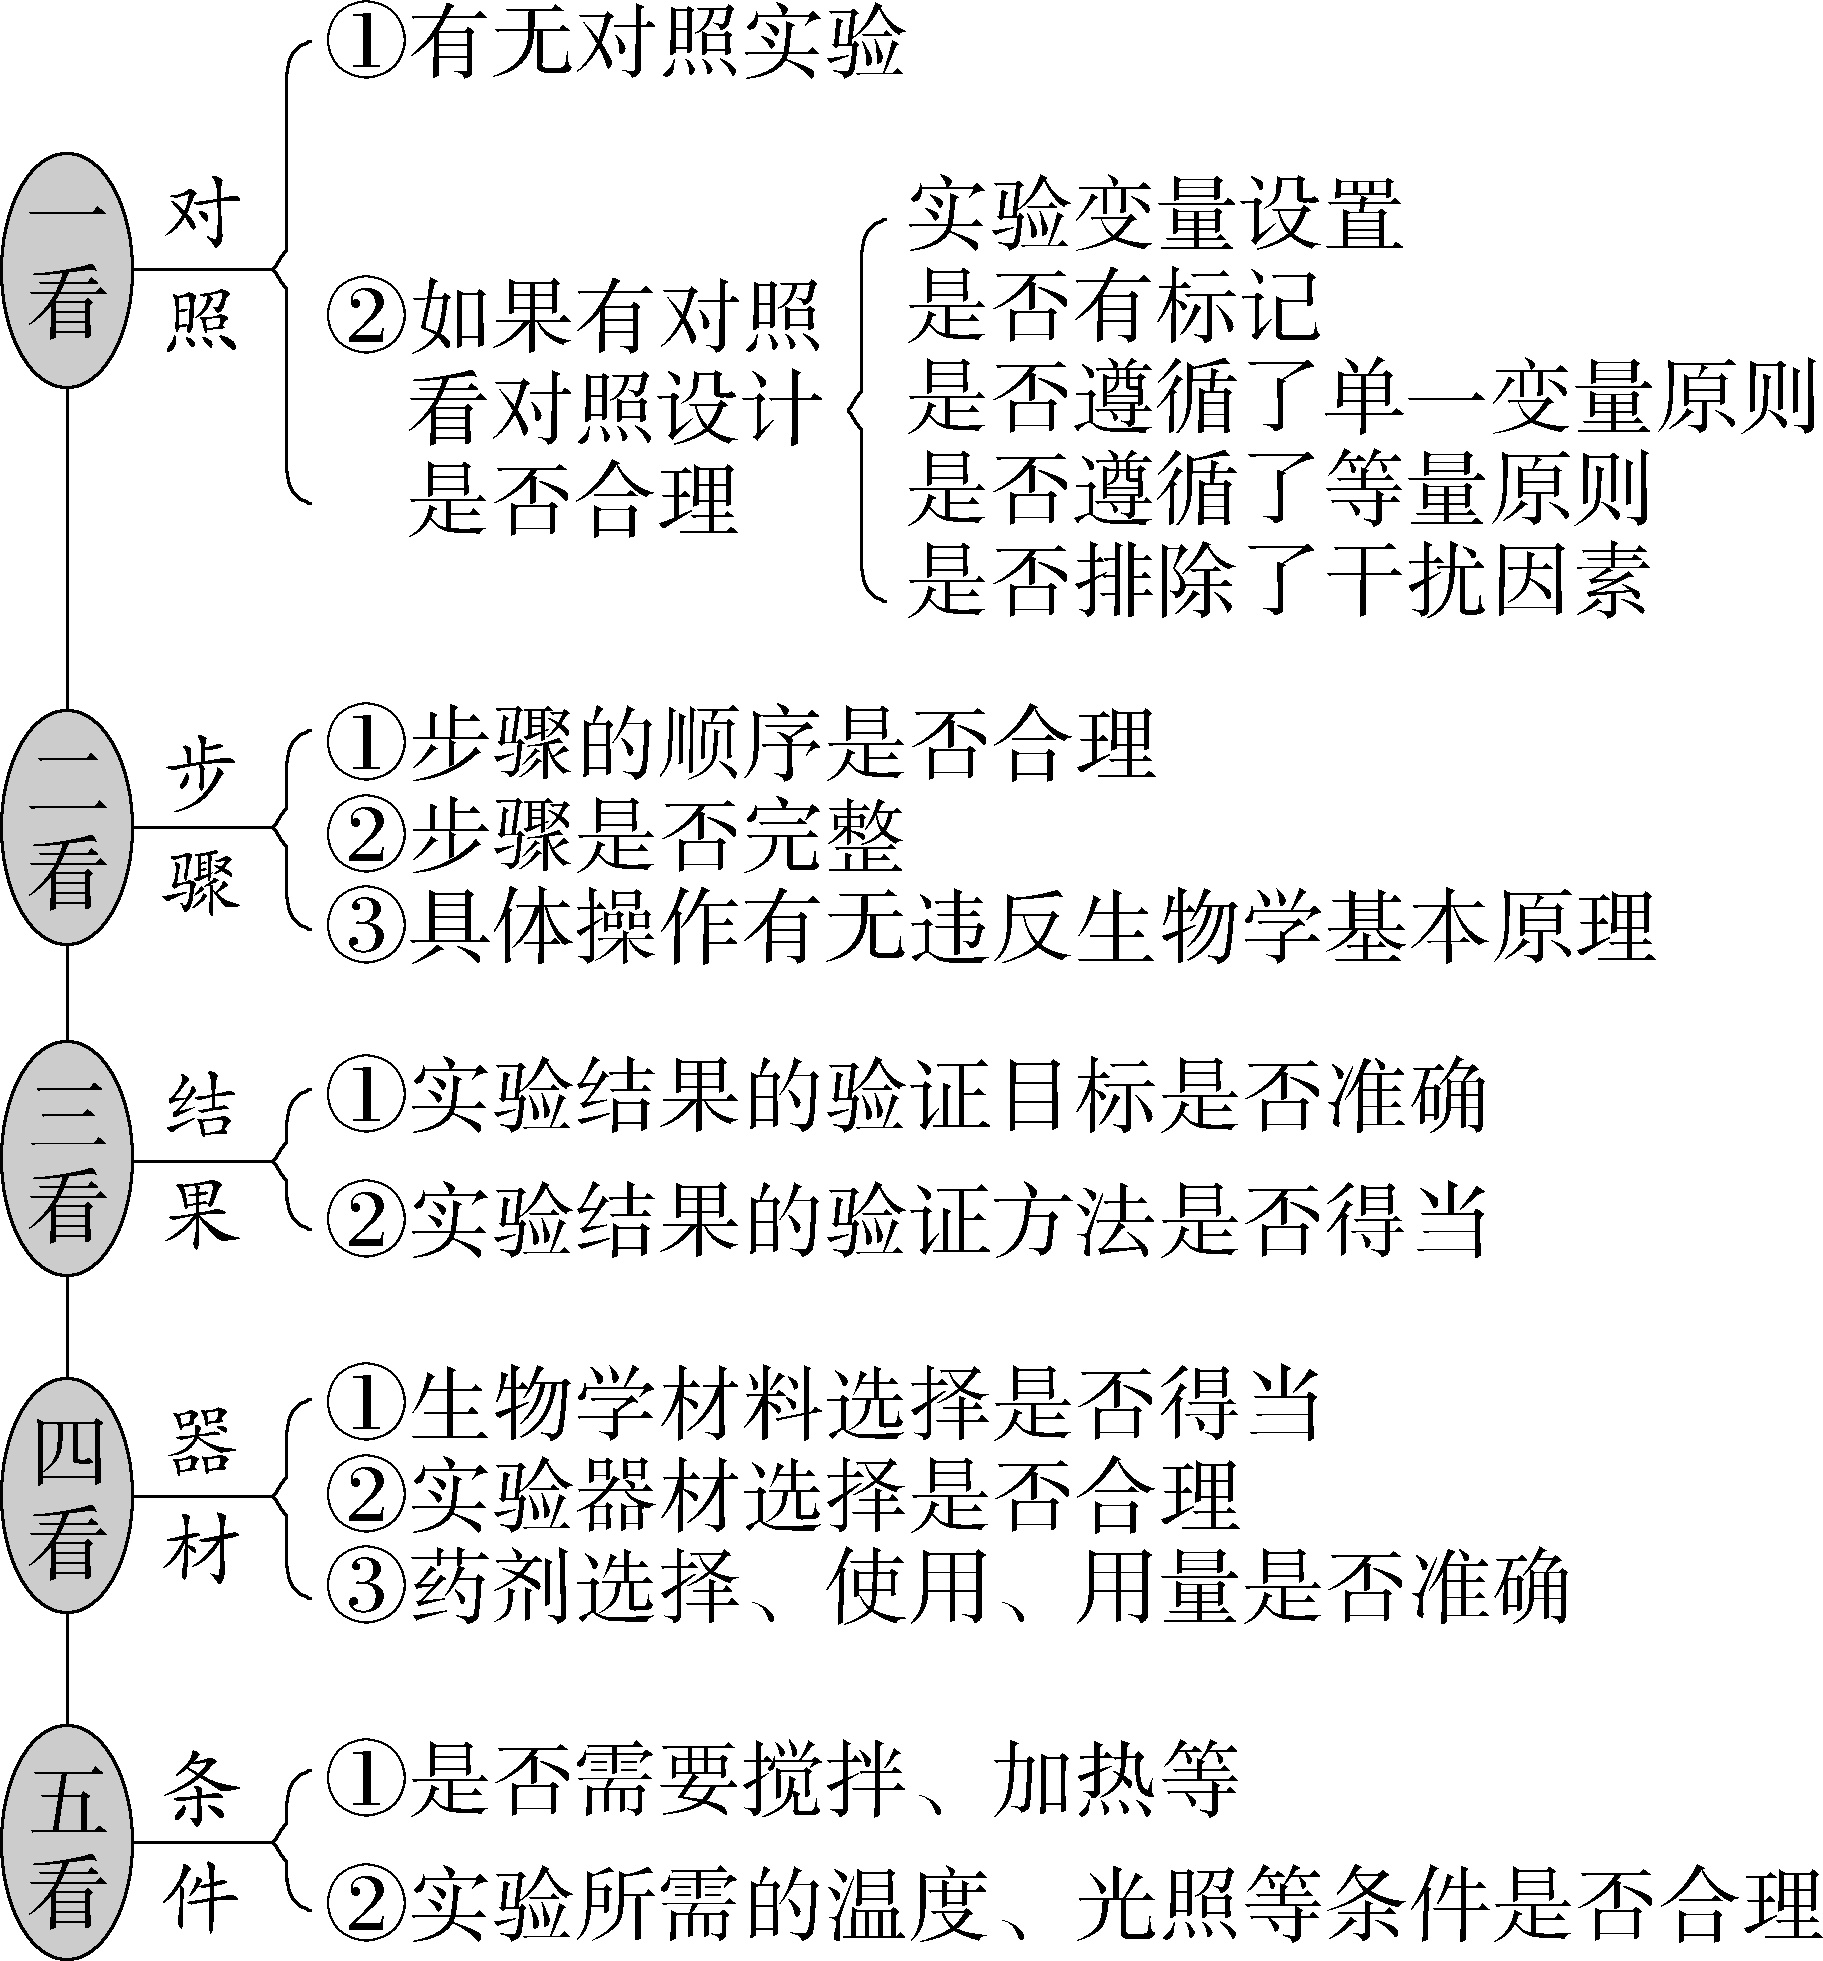 一看
对照
①有无对照实验
②如果有对照
看对照设计
是否合理
实验变量设置
是否有标记
是否遵循了单一变量原则
是否遵循了等量原则
是否排除了干扰因素
二看
步骤
①步骤的顺序是否合理
②步骤是否完整
③具体操作有无违反生物学基本原理
三看
结果
①实验结果的验证目标是否准确
②实验结果的验证方法是否得当
四看
器材
①生物学材料选择是否得当
②实验器材选择是否合理
③药剂选择、使用、用量是否准确
五看
条件
①是否需要搅拌、加热等
②实验所需的温度、光照等条件是否合理